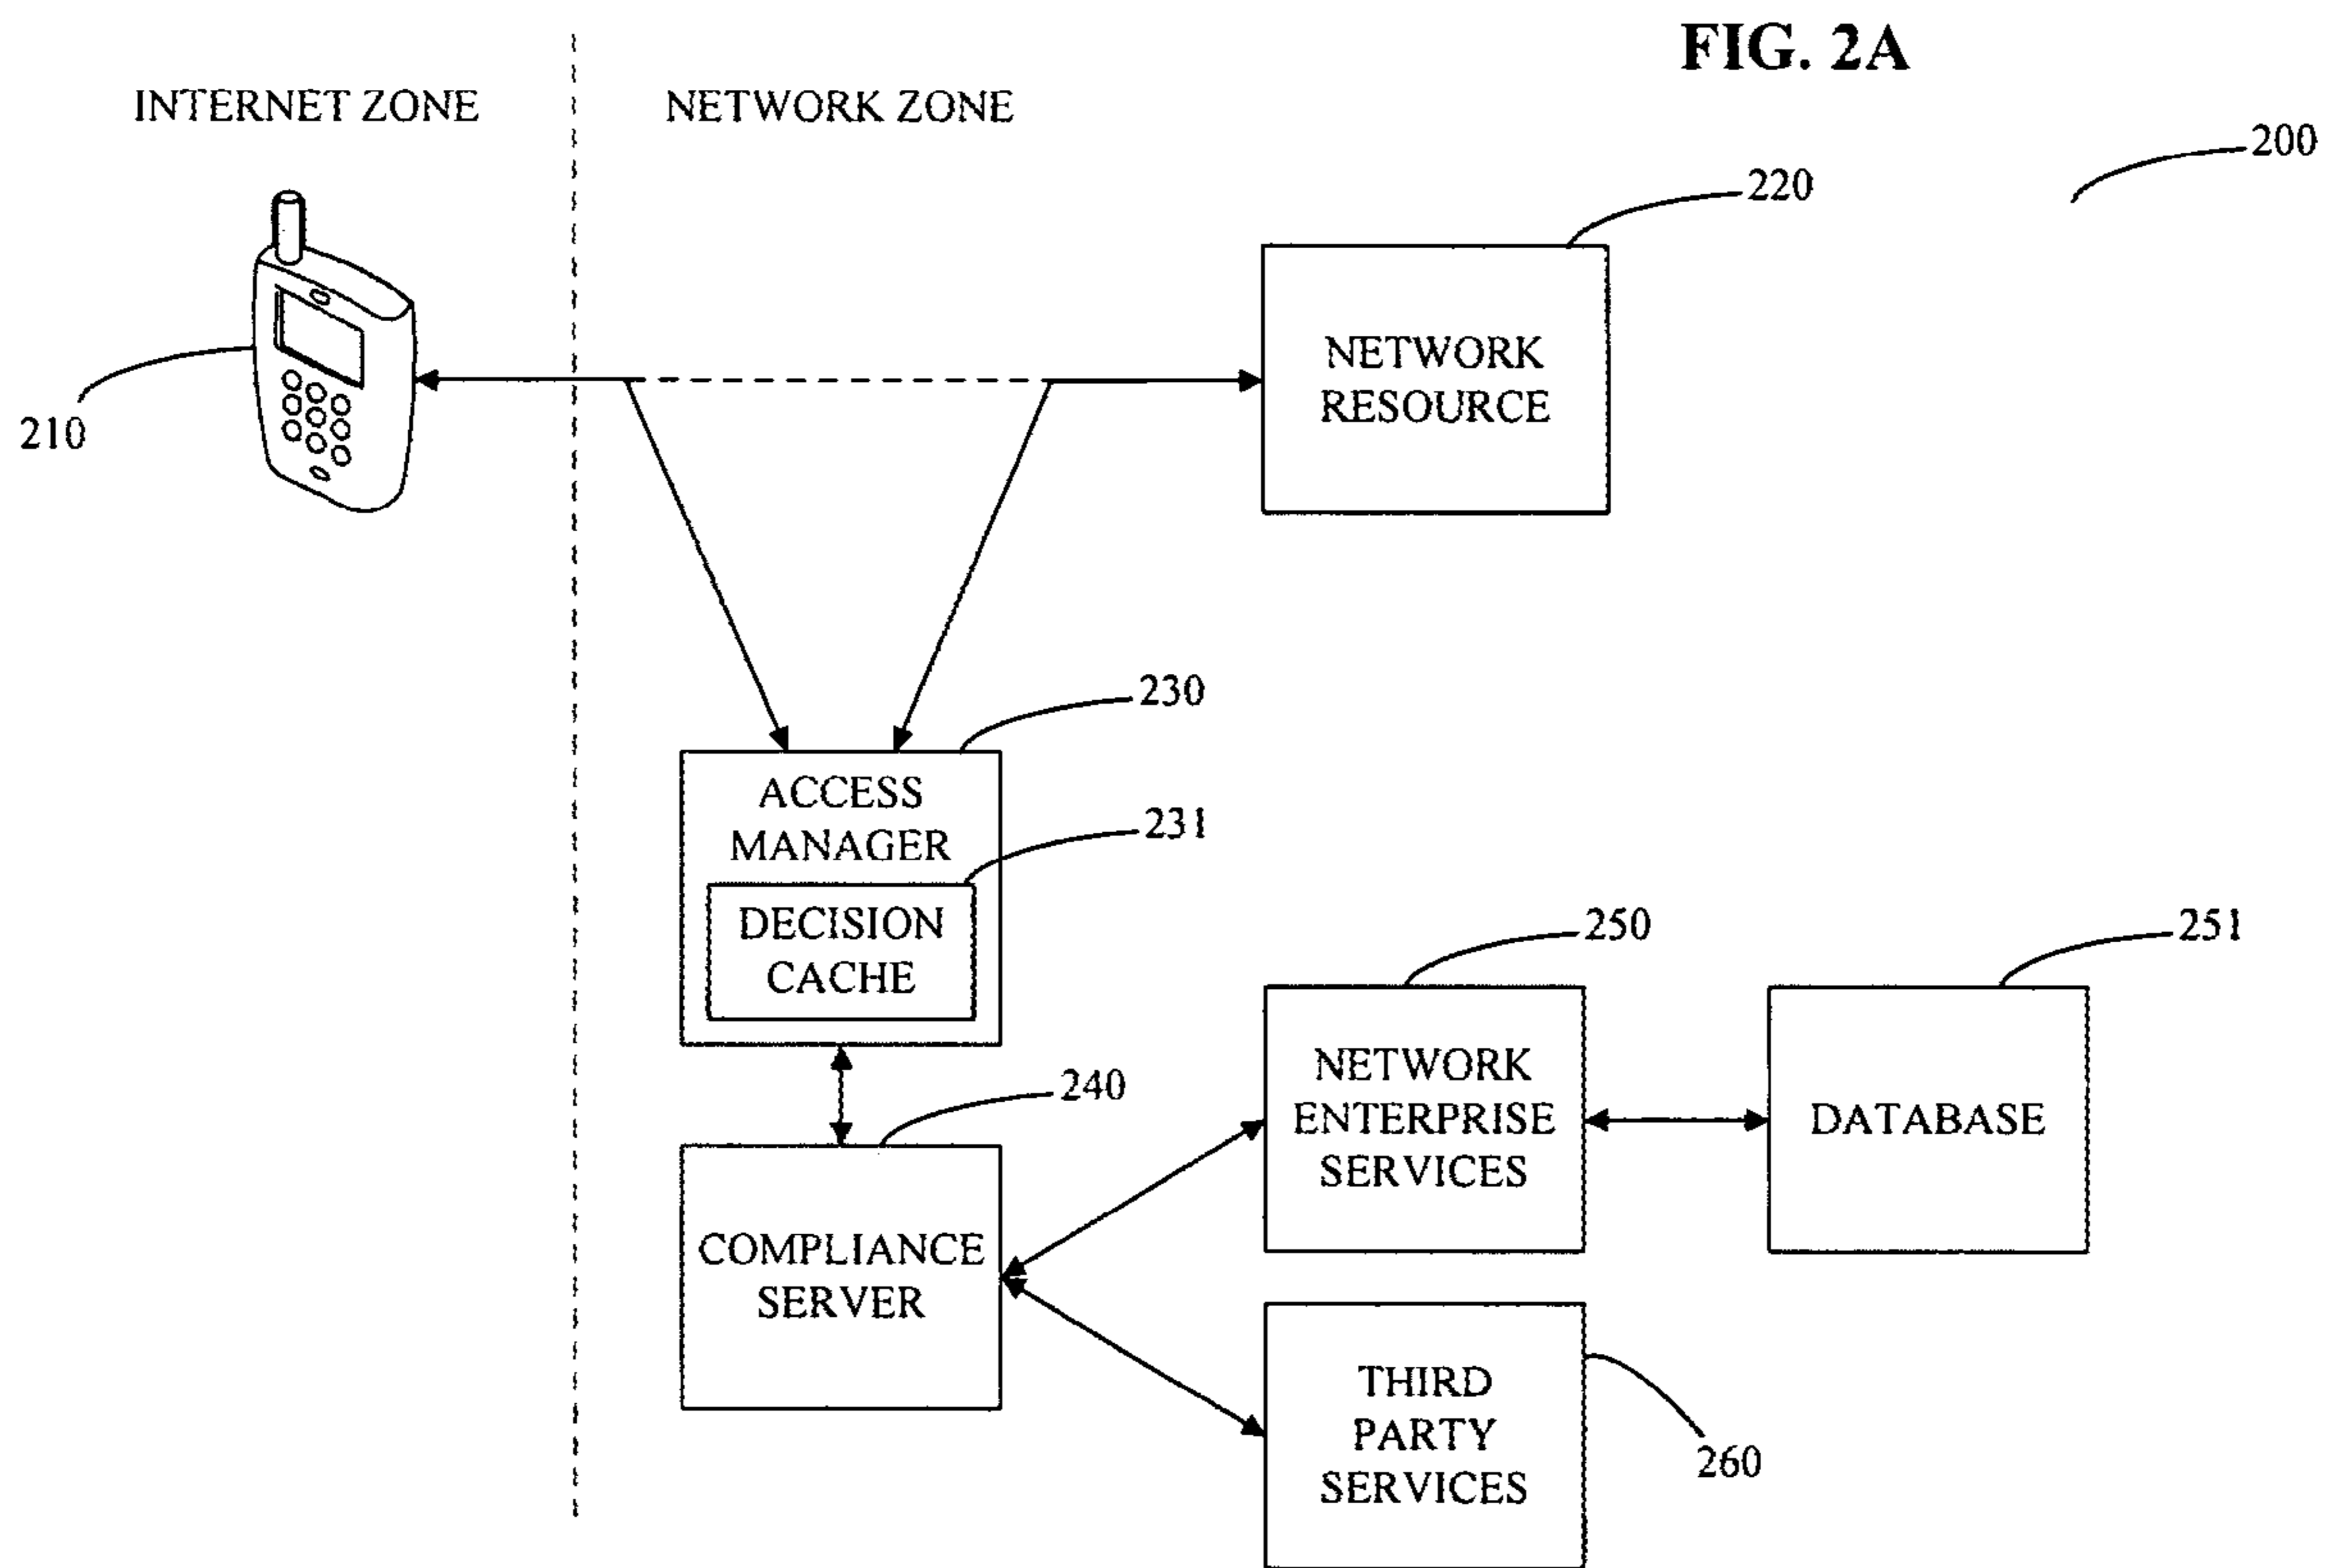 FIG. 2A
INTERNET ZONE
NETWORK ZONE
200
220
NETWORK
RESOURCE
210
230
ACCESS
MANAGER
231
DECISION
CACHE
250
251
240
NETWORK
ENTERPRISE
SERVICES
DATABASE
COMPLIANCE
SERVER
THIRD
PARTY
SERVICES
260